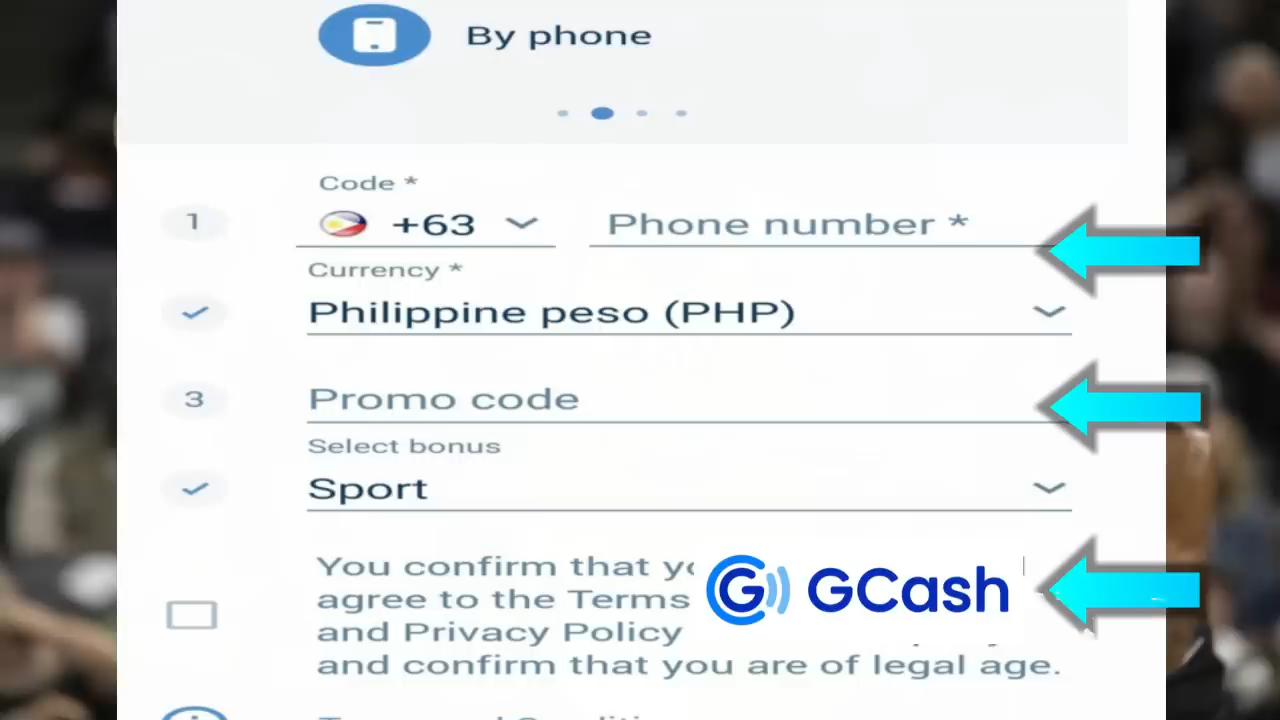 By phone
Code *
1
+63
Phone number *
Currency *
Philippine peso (PHP)
3
Promo code
Select bonus
Sport
You confirm that
agree to the Terms
and Privacy Policy
and confirm that you are of legal age.
GCash